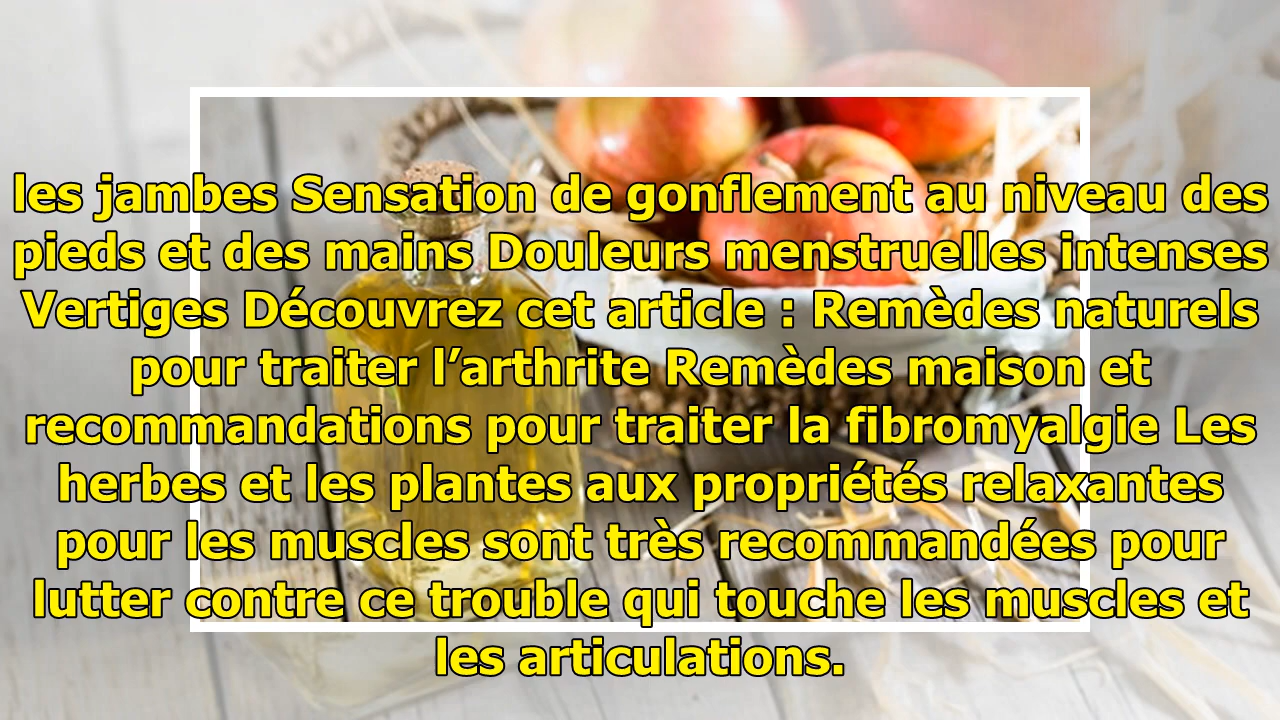 les jambes Sensation de gonflement au niveau des
pieds et des mains Douleurs menstruelles intenses
Vertiges Découvrez cet article : Remèdes naturels
pour traiter l’arthrite Remèdes maison et
recommandations pour traiter la fibromyalgie Les
herbes et les plantes aux propriétés relaxantes
pour les muscles sont très recommandées pour
lutter contre ce trouble qui touche les muscles et
les articulations.